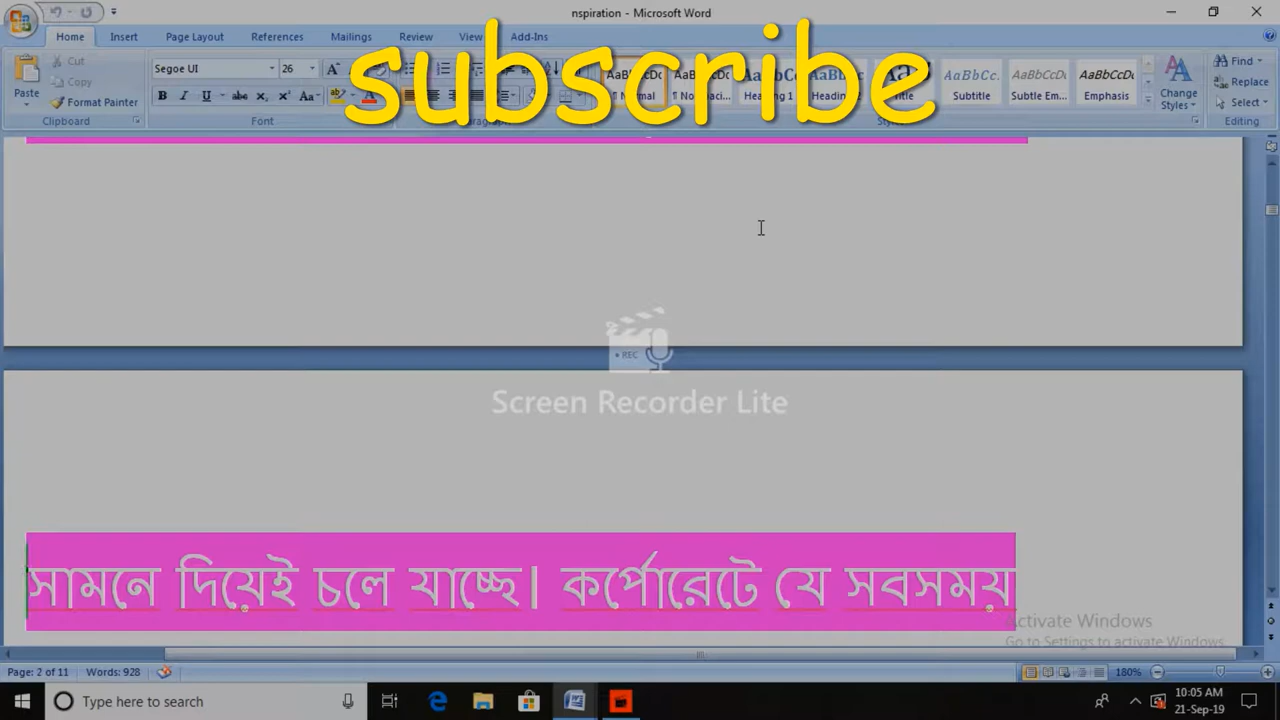 nspiration - Microsoft Word
Home Insert Page Layout References Mailings Review View Add-Ins
subscribe
Paste
Cut
Copy
Format Painter
Clipboard
Segoe UI 26
Font
Heading 1
Subtitle
Subtle Em...
Emphasis
Change Styles
Find
Replace
Select
Editing
REC
Screen Recorder Lite
সামনে দিয়েই চলে যাচ্ছে। কর্পোরেটে যে সবসময়
Activate Windows
Go to Settings to activate Windows.
Page: 2 of 11 Words: 928 180%
Type here to search
10:05 AM
21-Sep-19